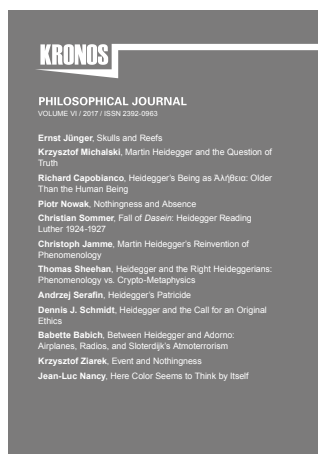 KRONOS
PHILOSOPHICAL JOURNAL
VOLUME VI / 2017 / ISSN 2392-0963
Ernst Jünger, Skulls and Reefs
Krzysztof Michalski, Martin Heidegger and the Question of
Truth
Richard Capobianco, Heidegger's Being as Ἀλήθεια: Older
Than the Human Being
Piotr Nowak, Nothingness and Absence
Christian Sommer, Fall of Dasein: Heidegger Reading
Luther 1924-1927
Christoph Jamme, Martin Heidegger's Reinvention of
Phenomenology
Thomas Sheehan, Heidegger and the Right Heideggerians:
Phenomenology vs. Crypto-Metaphysics
Andrzej Serafin, Heidegger's Patricide
Dennis J. Schmidt, Heidegger and the Call for an Original
Ethics
Babette Babich, Between Heidegger and Adorno:
Airplanes, Radios, and Sloterdijk's Atmoterrorism
Krzysztof Ziarek, Event and Nothingness
Jean-Luc Nancy, Here Color Seems to Think by Itself